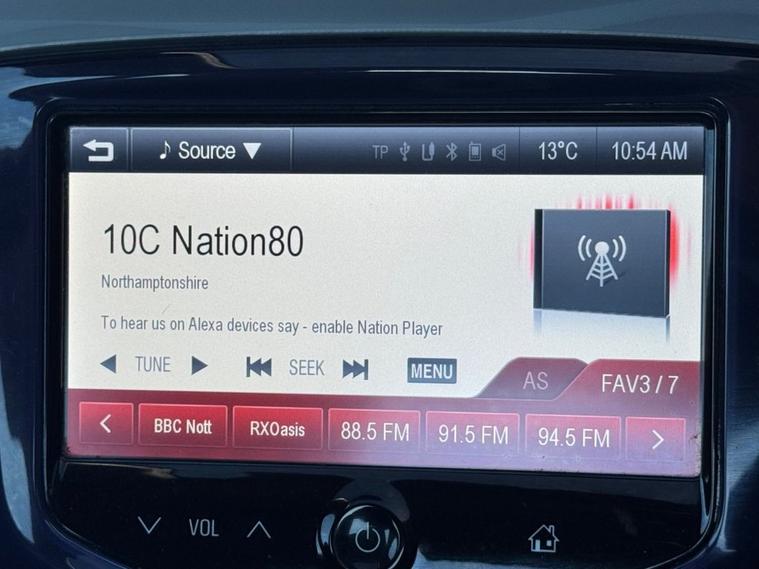 Source TP 13°C 10:54 AM
10C Nation80
Northamptonshire
To hear us on Alexa devices say - enable Nation Player
TUNE SEEK MENU AS FAV3 / 7
BBC Nott RXOasis 88.5 FM 91.5 FM 94.5 FM
VOL